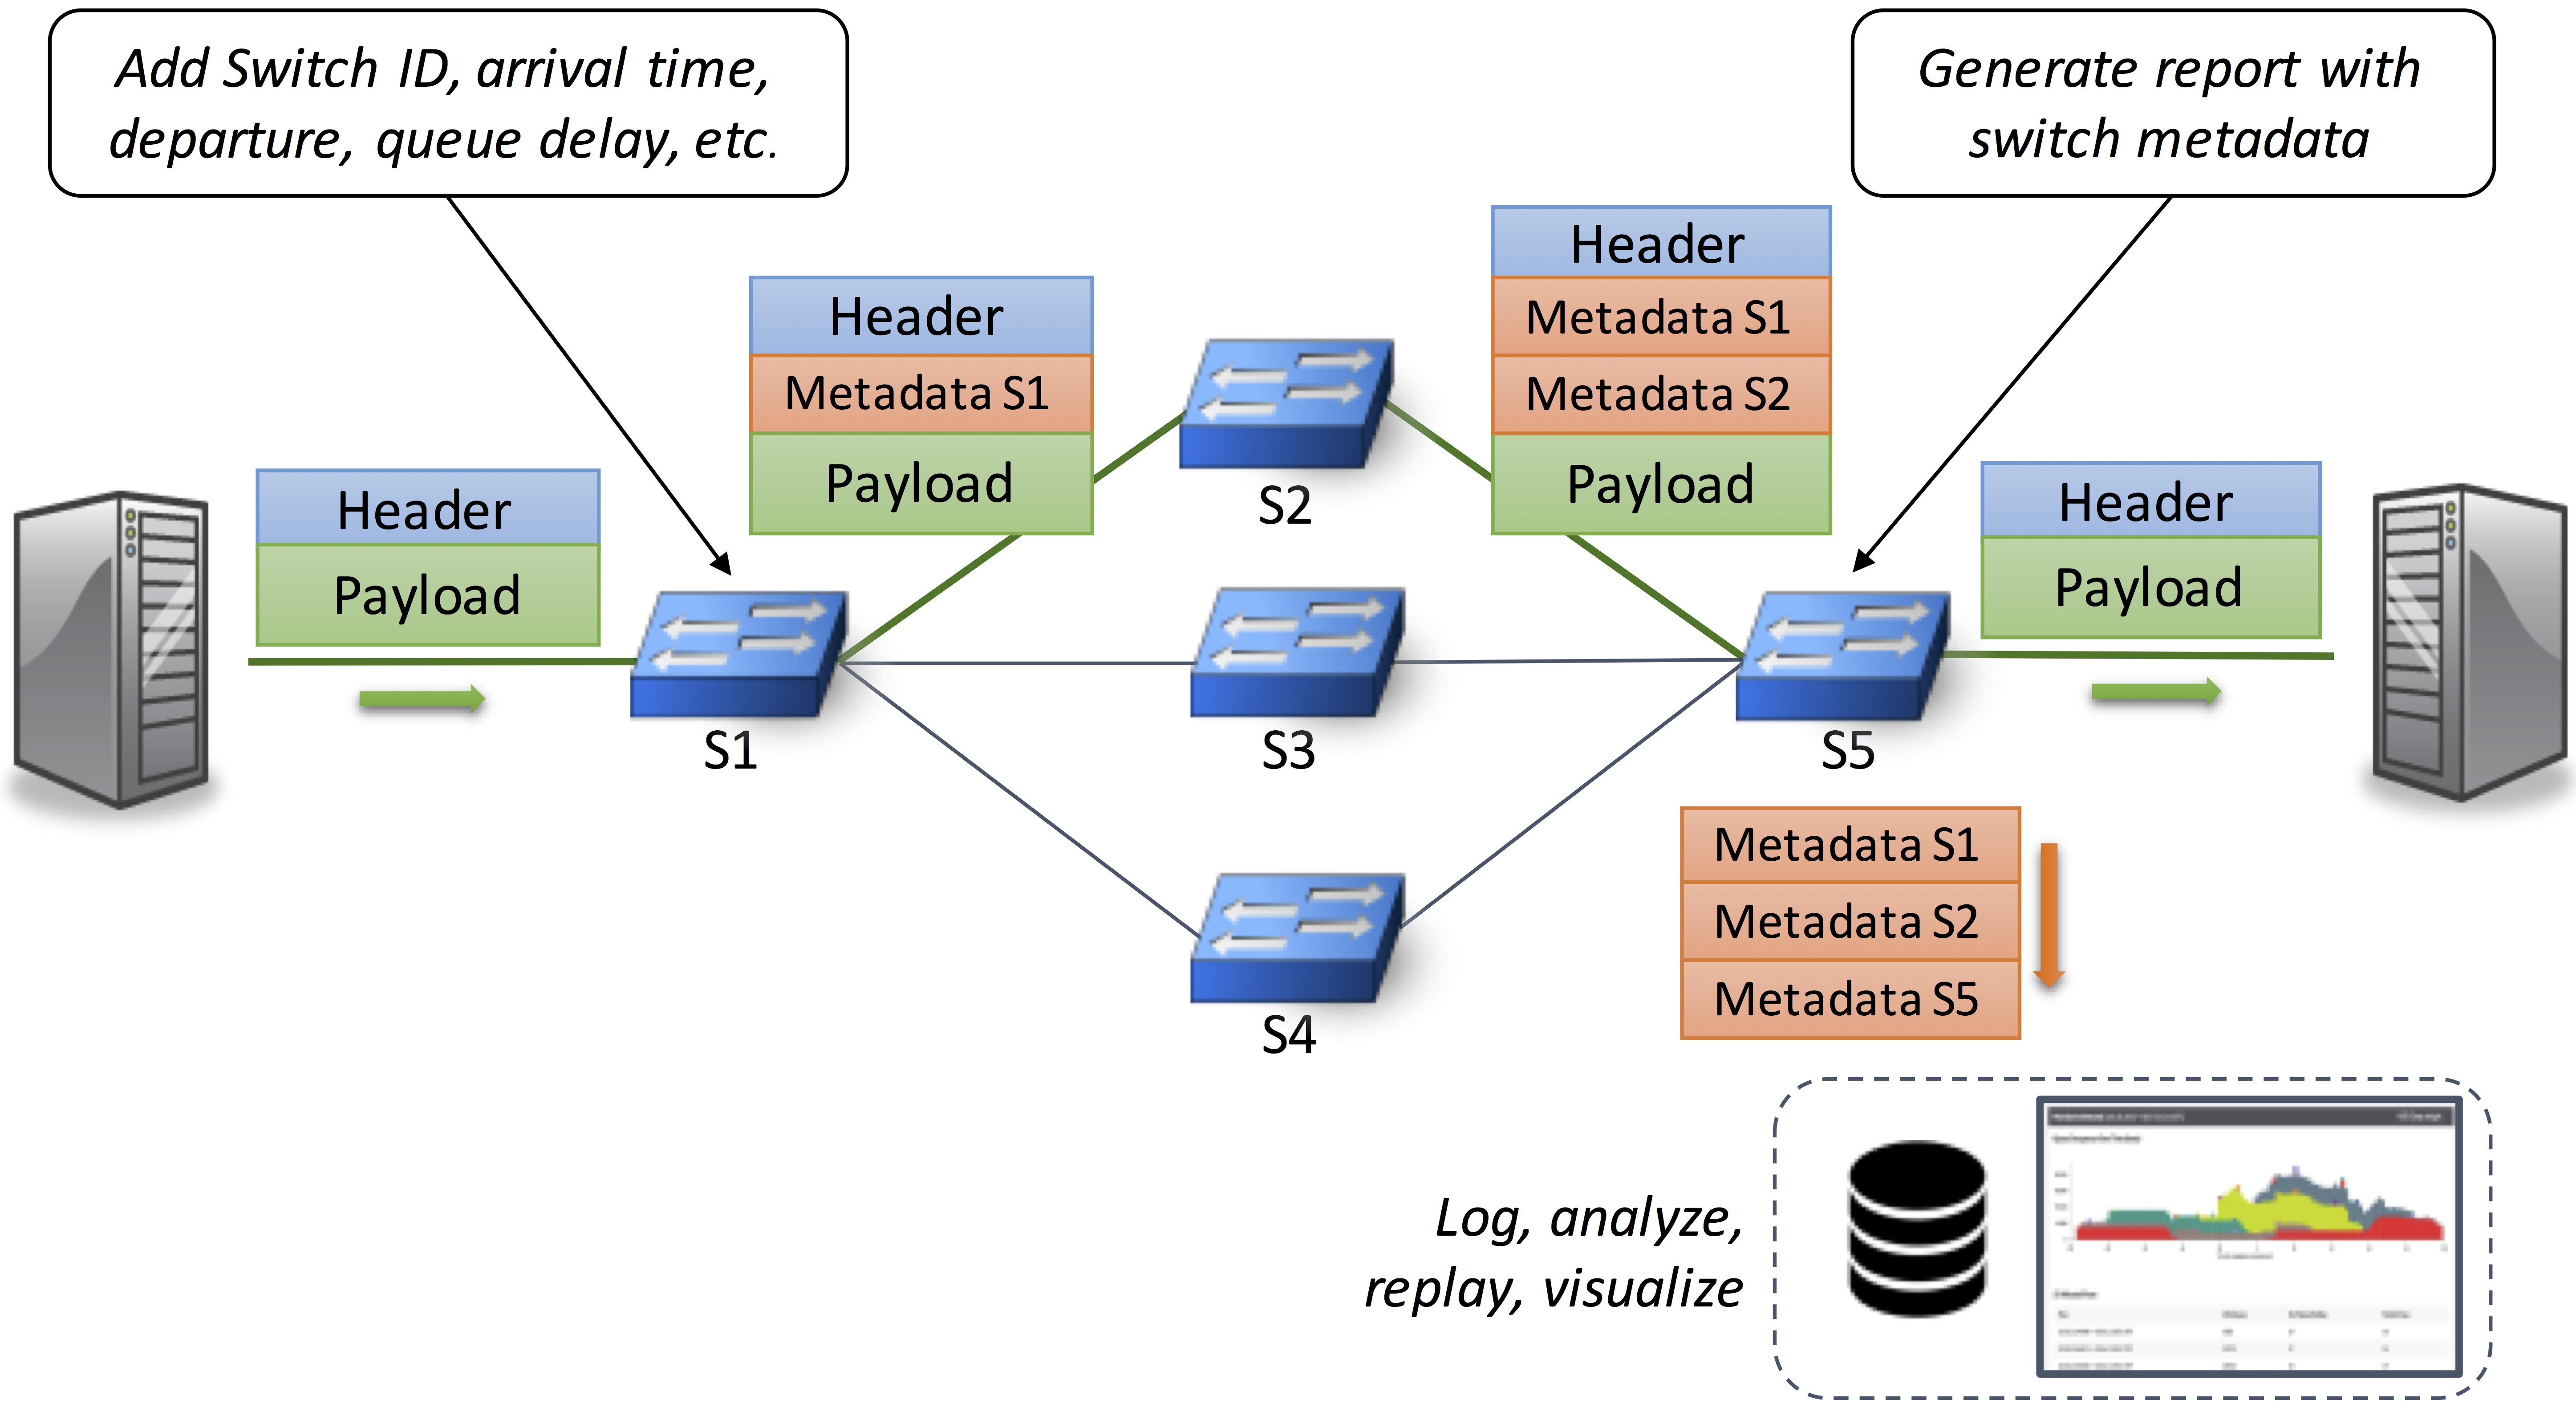 Add Switch ID, arrival time,
departure, queue delay, etc.
Generate report with
switch metadata
Header
Payload
Header
Metadata S1
Payload
Header
Metadata S1
Metadata S2
Payload
Header
Payload
S1
S2
S3
S4
S5
Metadata S1
Metadata S2
Metadata S5
Log, analyze,
replay, visualize